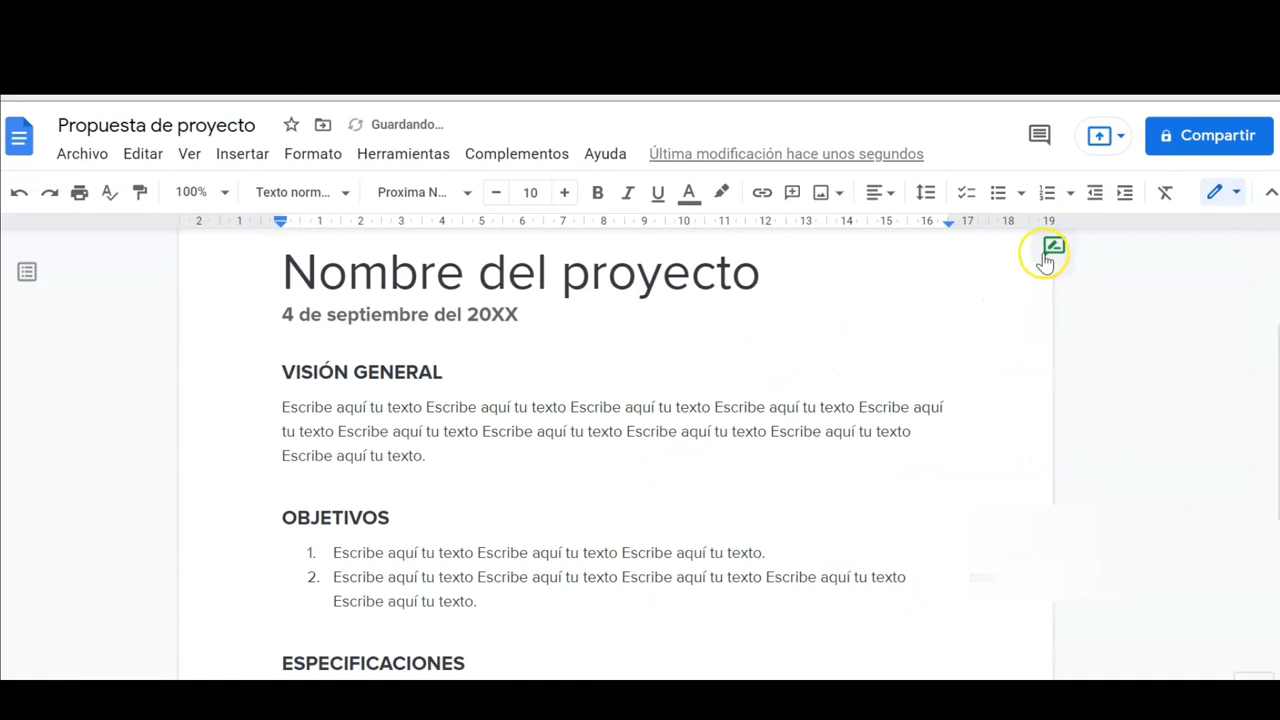 Propuesta de proyecto Guardando... Compartir
Archivo Editar Ver Insertar Formato Herramientas Complementos Ayuda Última modificación hace unos segundos
100% Texto norm... Proxima N... 10 B I U A
2 1 1 2 3 4 5 6 7 8 9 10 11 12 13 14 15 16 17 18 19
Nombre del proyecto
4 de septiembre del 20XX
VISIÓN GENERAL
Escribe aquí tu texto Escribe aquí tu texto Escribe aquí tu texto Escribe aquí tu texto Escribe aquí
tu texto Escribe aquí tu texto Escribe aquí tu texto Escribe aquí tu texto Escribe aquí tu texto
Escribe aquí tu texto.
OBJETIVOS
1. Escribe aquí tu texto Escribe aquí tu texto Escribe aquí tu texto.
2. Escribe aquí tu texto Escribe aquí tu texto Escribe aquí tu texto Escribe aquí tu texto
Escribe aquí tu texto.
ESPECIFICACIONES